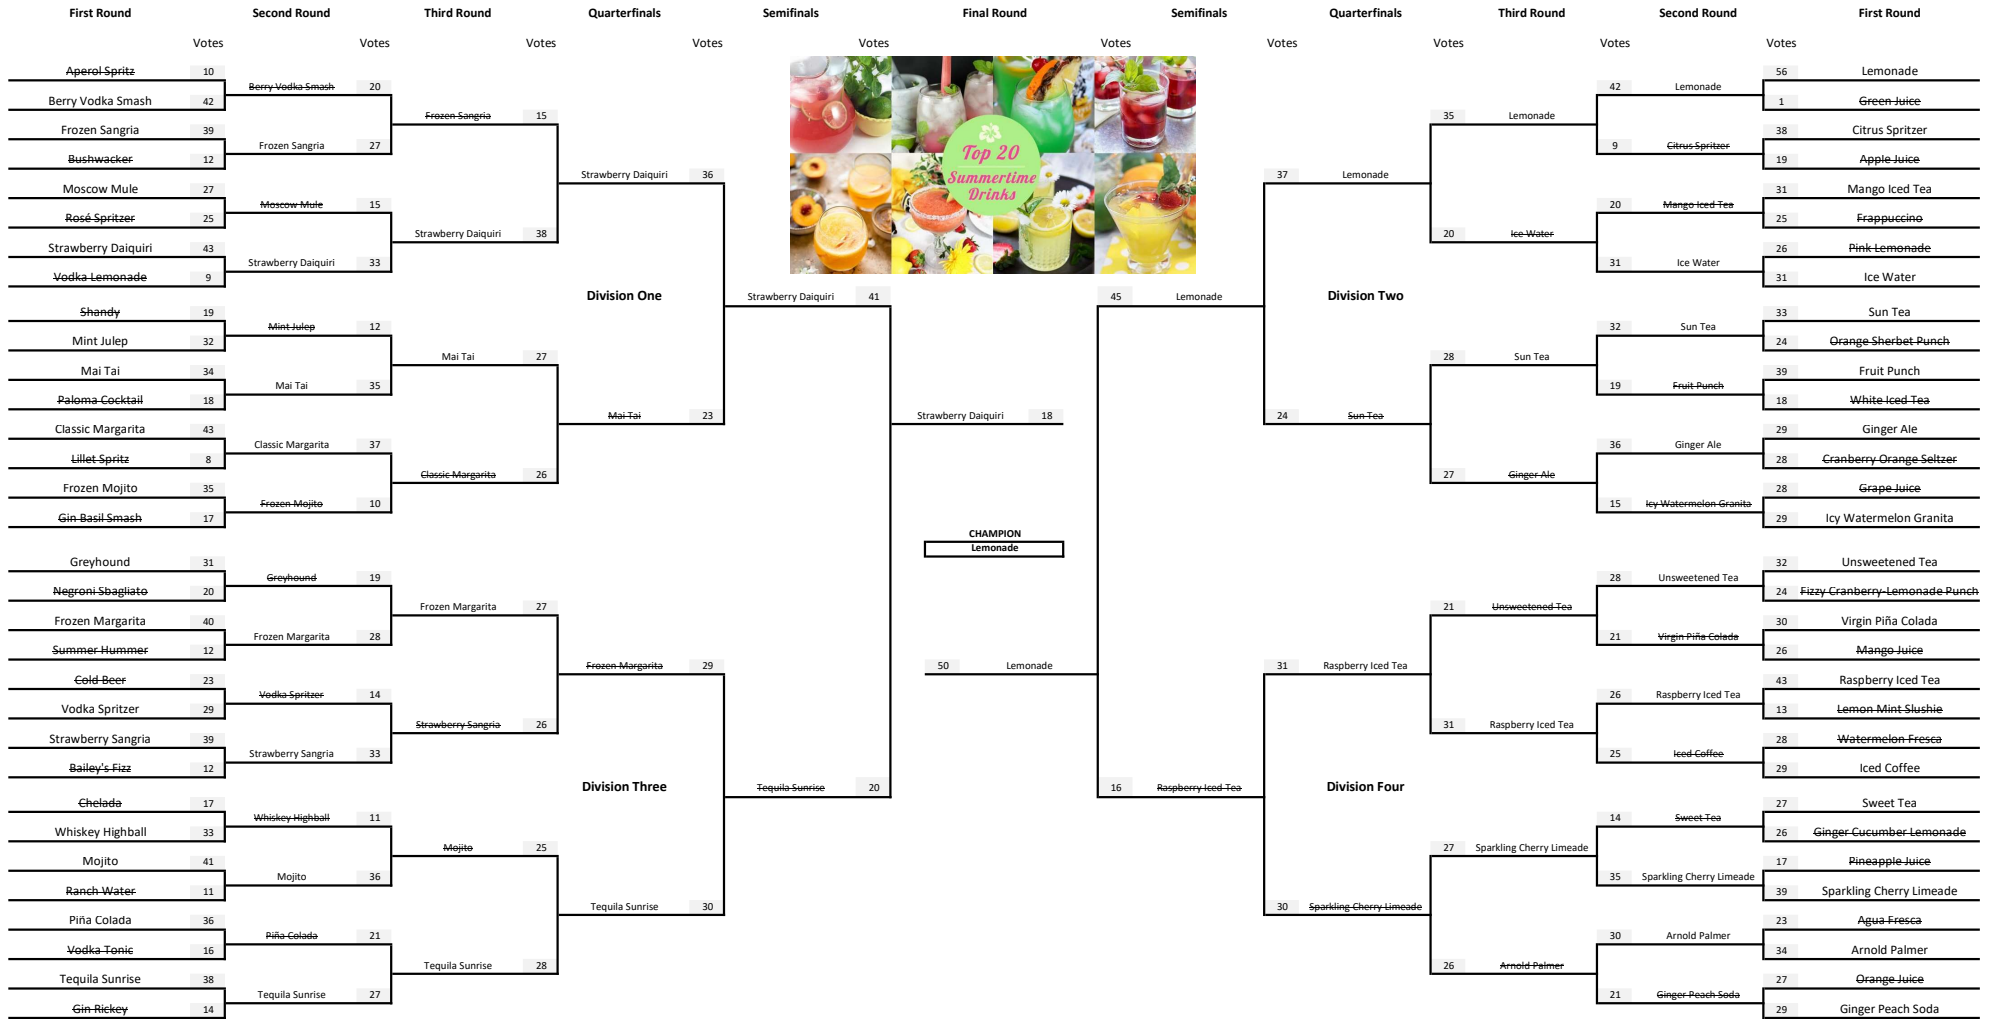 First Round Second Round Third Round Quarterfinals Semifinals Final Round Semifinals Quarterfinals Third Round Second Round First Round
Votes Votes Votes Votes Votes Votes Votes Votes Votes Votes
Aperol Spritz 10
Berry Vodka Smash 42
Frozen Sangria 39
Bushwacker 12
Moscow Mule 27
Rosé Spritzer 25
Strawberry Daiquiri 43
Vodka Lemonade 9
Shandy 19
Mint Julep 32
Mai Tai 34
Paloma Cocktail 18
Classic Margarita 43
Lillet Spritz 8
Frozen Mojito 35
Gin Basil Smash 17
Greyhound 31
Negroni Sbagliato 20
Frozen Margarita 40
Summer Hummer 12
Cold Beer 23
Vodka Spritzer 29
Strawberry Sangria 39
Bailey's Fizz 12
Chelada 17
Whiskey Highball 33
Mojito 41
Ranch Water 11
Piña Colada 36
Vodka Tonic 16
Tequila Sunrise 38
Gin Rickey 14
Berry Vodka Smash 20
Frozen Sangria 27
Moscow Mule 15
Strawberry Daiquiri 33
Mint Julep 12
Mai Tai 35
Classic Margarita 37
Frozen Mojito 10
Greyhound 19
Frozen Margarita 28
Vodka Spritzer 14
Strawberry Sangria 33
Whiskey Highball 11
Mojito 36
Piña Colada 21
Tequila Sunrise 27
Frozen Sangria 15
Strawberry Daiquiri 38
Mai Tai 27
Classic Margarita 26
Frozen Margarita 27
Strawberry Sangria 26
Mojito 25
Tequila Sunrise 28
Strawberry Daiquiri 36
Division One
Mai Tai 23
Frozen Margarita 29
Division Three
Tequila Sunrise 30
Strawberry Daiquiri 41
Tequila Sunrise 20
Top 20
Summertime
Drinks
Strawberry Daiquiri 18
CHAMPION
Lemonade
50 Lemonade
45 Lemonade
16 Raspberry Iced Tea
37 Lemonade
Division Two
24 Sun Tea
31 Raspberry Iced Tea
Division Four
30 Sparkling Cherry Limeade
35 Lemonade
20 Ice Water
28 Sun Tea
27 Ginger Ale
21 Unsweetened Tea
31 Raspberry Iced Tea
27 Sparkling Cherry Limeade
26 Arnold Palmer
42 Lemonade
9 Citrus Spritzer
20 Mango Iced Tea
31 Ice Water
32 Sun Tea
19 Fruit Punch
36 Ginger Ale
15 Icy Watermelon Granita
28 Unsweetened Tea
21 Virgin Piña Colada
26 Raspberry Iced Tea
25 Iced Coffee
14 Sweet Tea
35 Sparkling Cherry Limeade
30 Arnold Palmer
21 Ginger Peach Soda
56 Lemonade
1 Green Juice
38 Citrus Spritzer
19 Apple Juice
31 Mango Iced Tea
25 Frappuccino
26 Pink Lemonade
31 Ice Water
33 Sun Tea
24 Orange Sherbet Punch
39 Fruit Punch
18 White Iced Tea
29 Ginger Ale
28 Cranberry Orange Seltzer
28 Grape Juice
29 Icy Watermelon Granita
32 Unsweetened Tea
24 Fizzy Cranberry-Lemonade Punch
30 Virgin Piña Colada
26 Mango Juice
43 Raspberry Iced Tea
13 Lemon Mint Slushie
28 Watermelon Fresca
29 Iced Coffee
27 Sweet Tea
26 Ginger Cucumber Lemonade
17 Pineapple Juice
39 Sparkling Cherry Limeade
23 Agua Fresca
34 Arnold Palmer
27 Orange Juice
29 Ginger Peach Soda